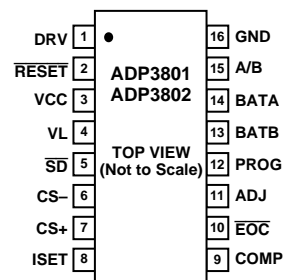 DRV 1
RESET 2
VCC 3
VL 4
SD 5
CS– 6
CS+ 7
ISET 8
ADP3801
ADP3802
TOP VIEW
(Not to Scale)
16 GND
15 A/B
14 BATA
13 BATB
12 PROG
11 ADJ
10 EOC
9 COMP